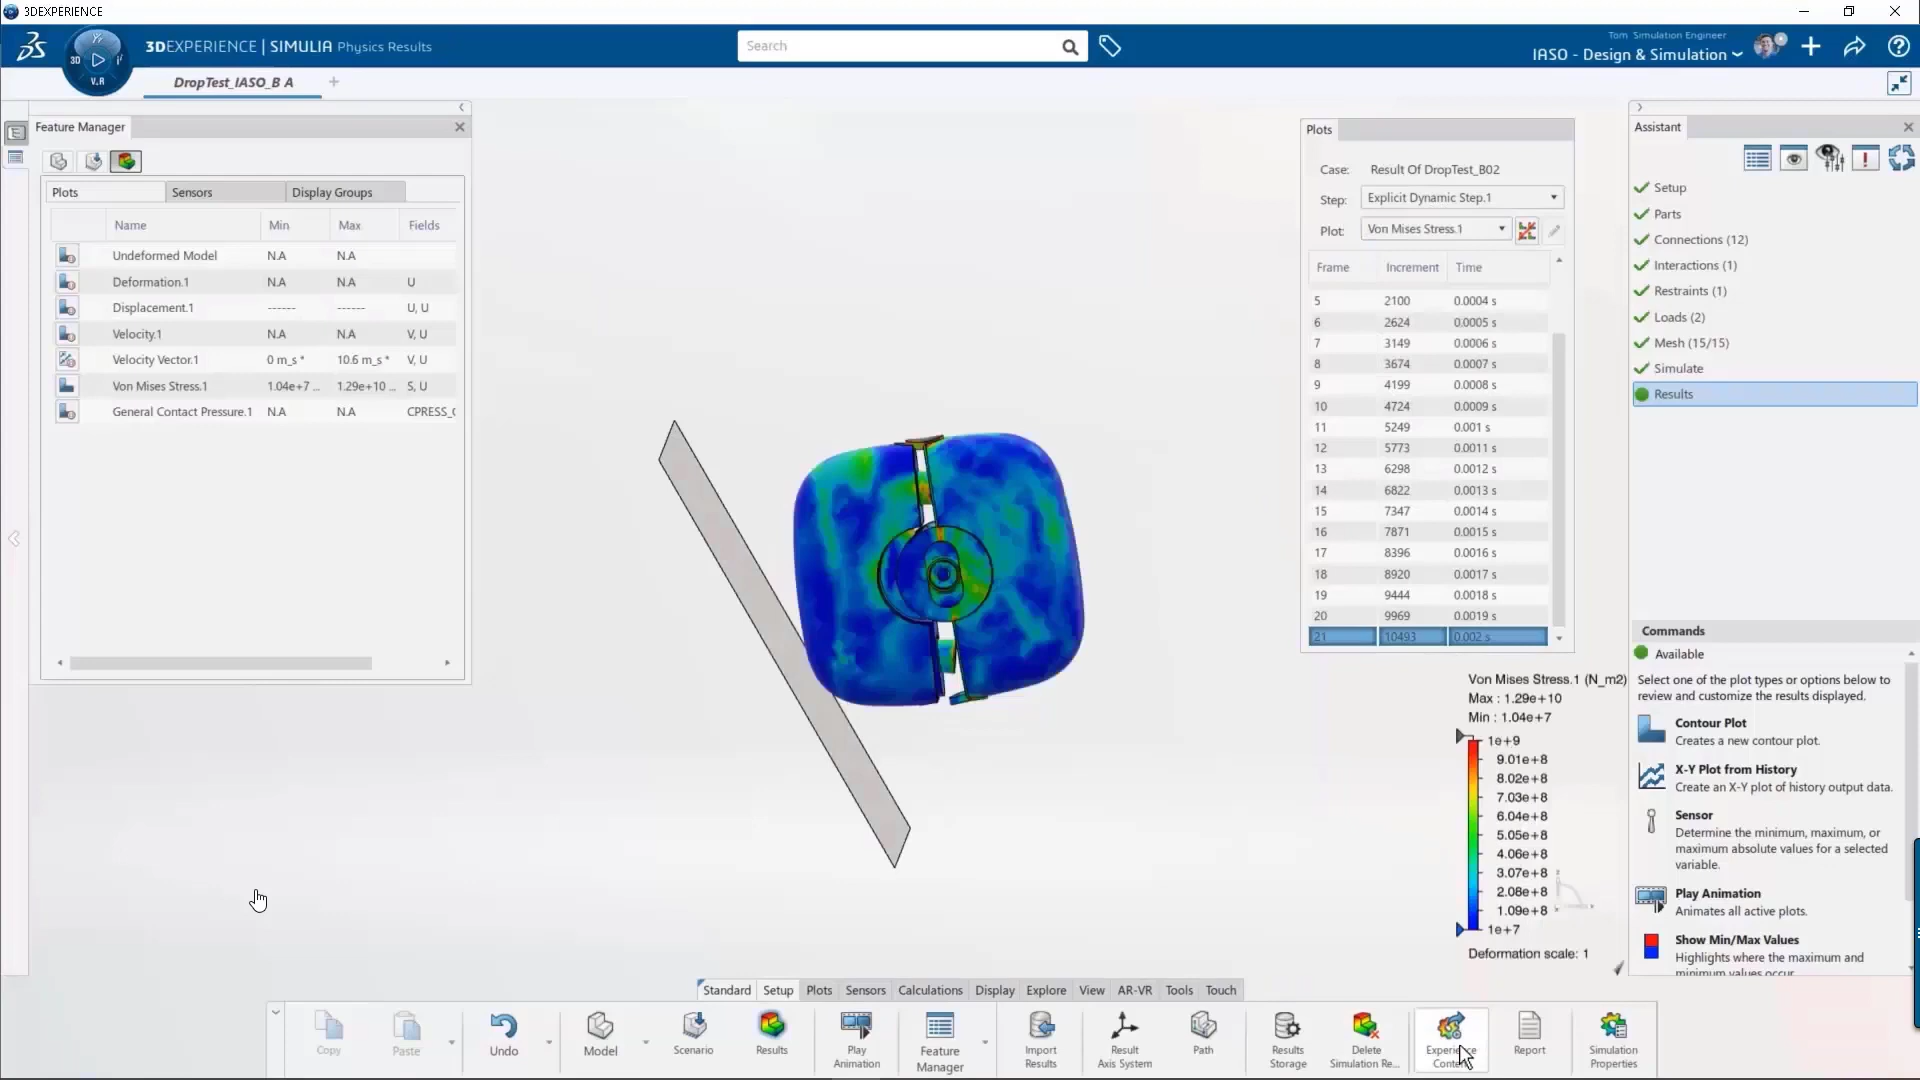 3DEXPERIENCE
3DEXPERIENCE | SIMULIA Physics Results
Search
Tom Simulation Engineer
IASO - Design & Simulation
3D
V.R
DropTest_IASO_B A
Feature Manager
Plots Sensors Display Groups
Name Min Max Fields
Undeformed Model N.A N.A
Deformation.1 N.A N.A U
Displacement.1 ------ ------ U, U
Velocity.1 N.A N.A V, U
Velocity Vector.1 0 m_s * 10.6 m_s * V, U
Von Mises Stress.1 1.04e+7 ... 1.29e+10 ... S, U
General Contact Pressure.1 N.A N.A CPRESS_
Plots
Case: Result Of DropTest_B02
Step: Explicit Dynamic Step.1
Plot: Von Mises Stress.1
Frame Increment Time
5 2100 0.0004 s
6 2624 0.0005 s
7 3149 0.0006 s
8 3674 0.0007 s
9 4199 0.0008 s
10 4724 0.0009 s
11 5249 0.001 s
12 5773 0.0011 s
13 6298 0.0012 s
14 6822 0.0013 s
15 7347 0.0014 s
16 7871 0.0015 s
17 8396 0.0016 s
18 8920 0.0017 s
19 9444 0.0018 s
20 9969 0.0019 s
21 10493 0.002 s
Von Mises Stress.1 (N_m2)
Max : 1.29e+10
Min : 1.04e+7
1e+9
9.01e+8
8.02e+8
7.03e+8
6.04e+8
5.05e+8
4.06e+8
3.07e+8
2.08e+8
1.09e+8
1e+7
Deformation scale: 1
Assistant
Setup
Parts
Connections (12)
Interactions (1)
Restraints (1)
Loads (2)
Mesh (15/15)
Simulate
Results
Commands
Available
Select one of the plot types or options below to
review and customize the results displayed.
Contour Plot
Creates a new contour plot.
X-Y Plot from History
Create an X-Y plot of history output data.
Sensor
Determine the minimum, maximum, or
maximum absolute values for a selected
variable.
Play Animation
Animates all active plots.
Show Min/Max Values
Highlights where the maximum and
minimum values occur.
Standard Setup Plots Sensors Calculations Display Explore View AR-VR Tools Touch
Copy
Paste
Undo
Model
Scenario
Results
Play
Animation
Feature
Manager
Import
Results
Result
Axis System
Path
Results
Storage
Delete
Simulation Re...
Experience
Report
Simulation
Properties